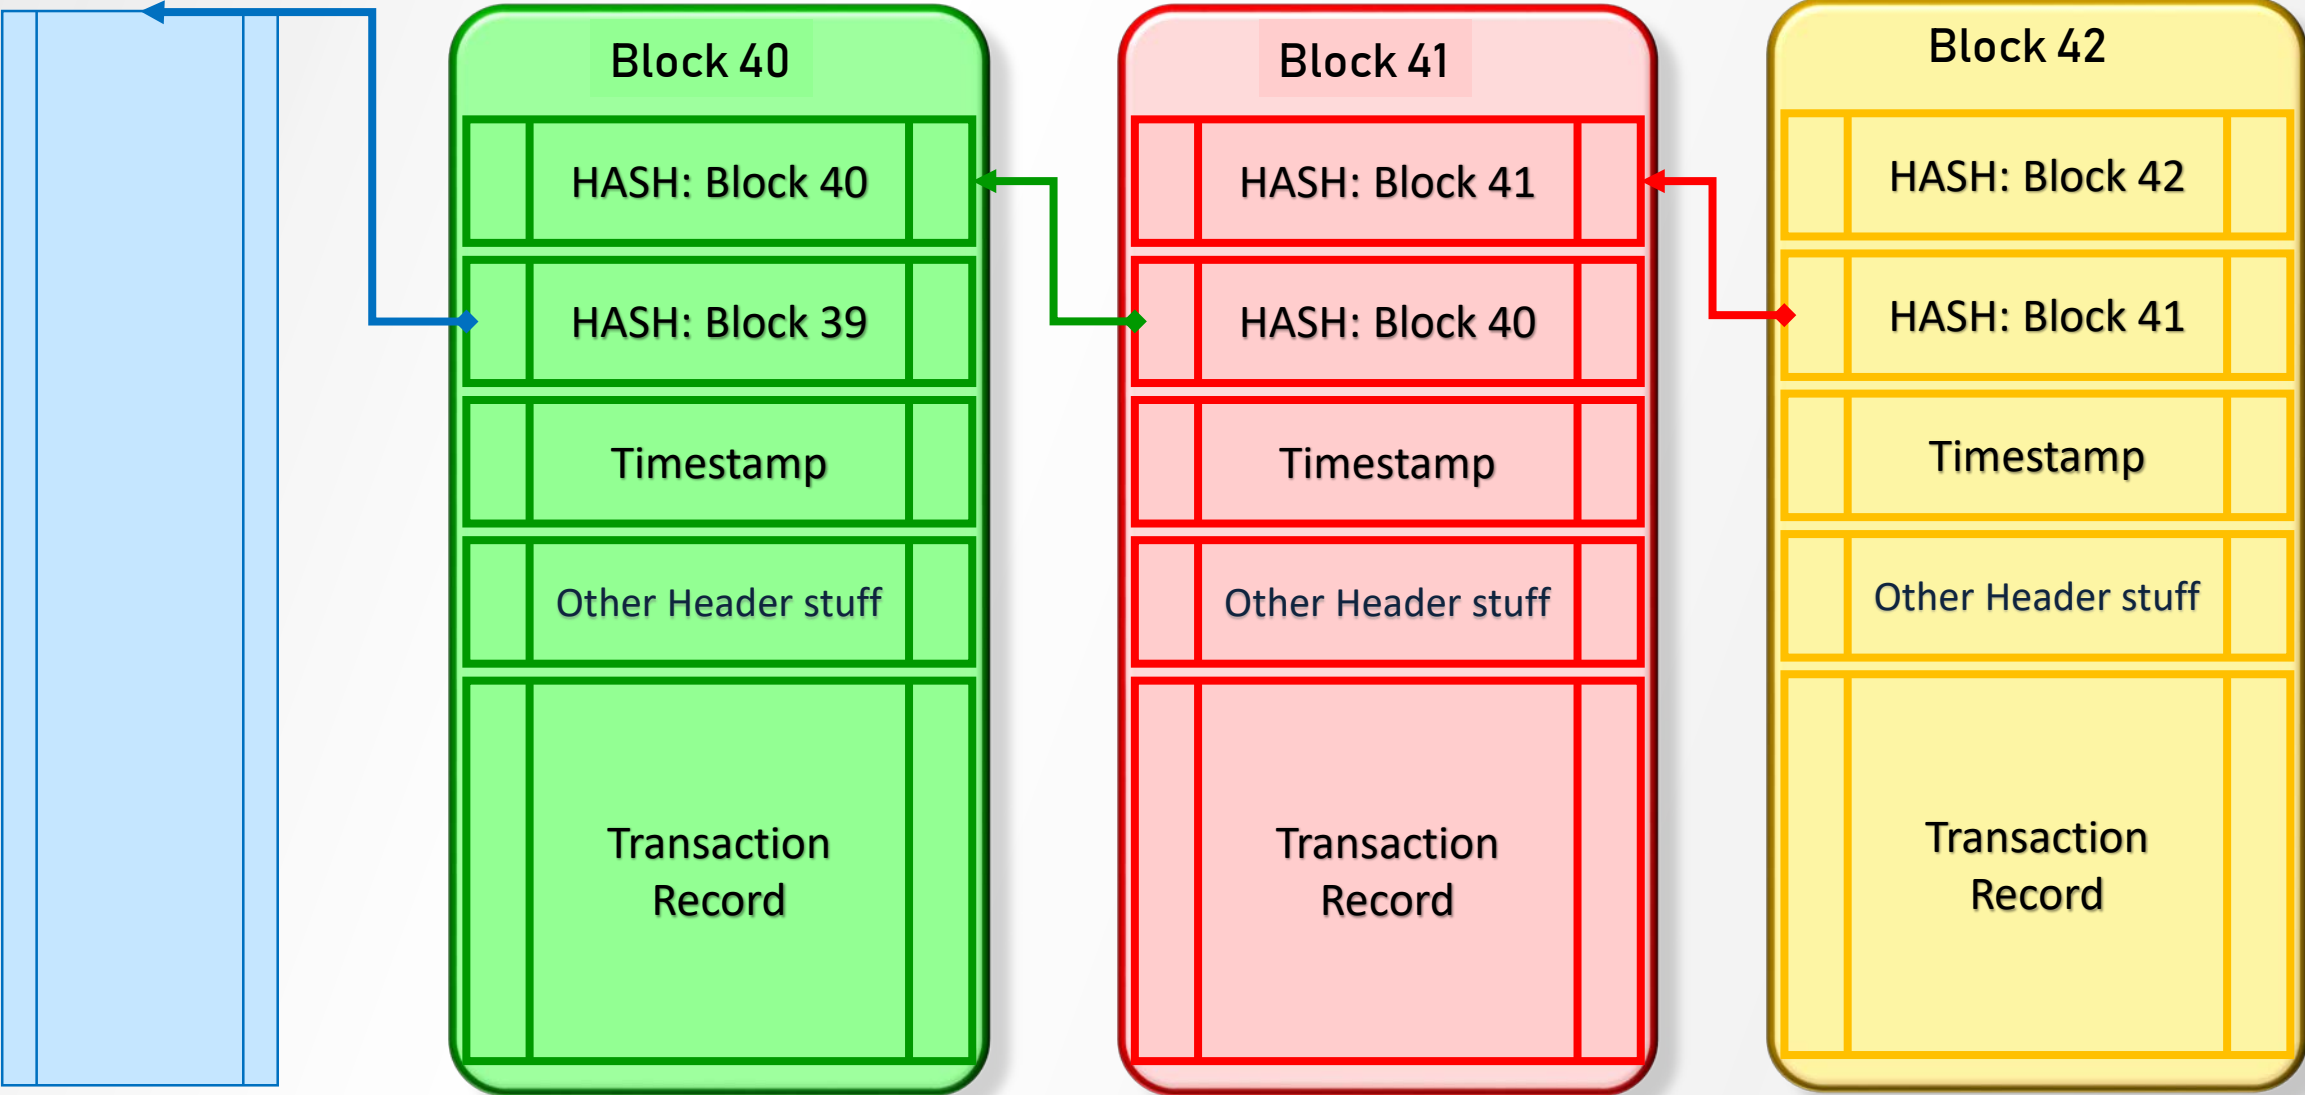 Block 40
HASH: Block 40
HASH: Block 39
Timestamp
Other Header stuff
Transaction
Record
Block 41
HASH: Block 41
HASH: Block 40
Timestamp
Other Header stuff
Transaction
Record
Block 42
HASH: Block 42
HASH: Block 41
Timestamp
Other Header stuff
Transaction
Record